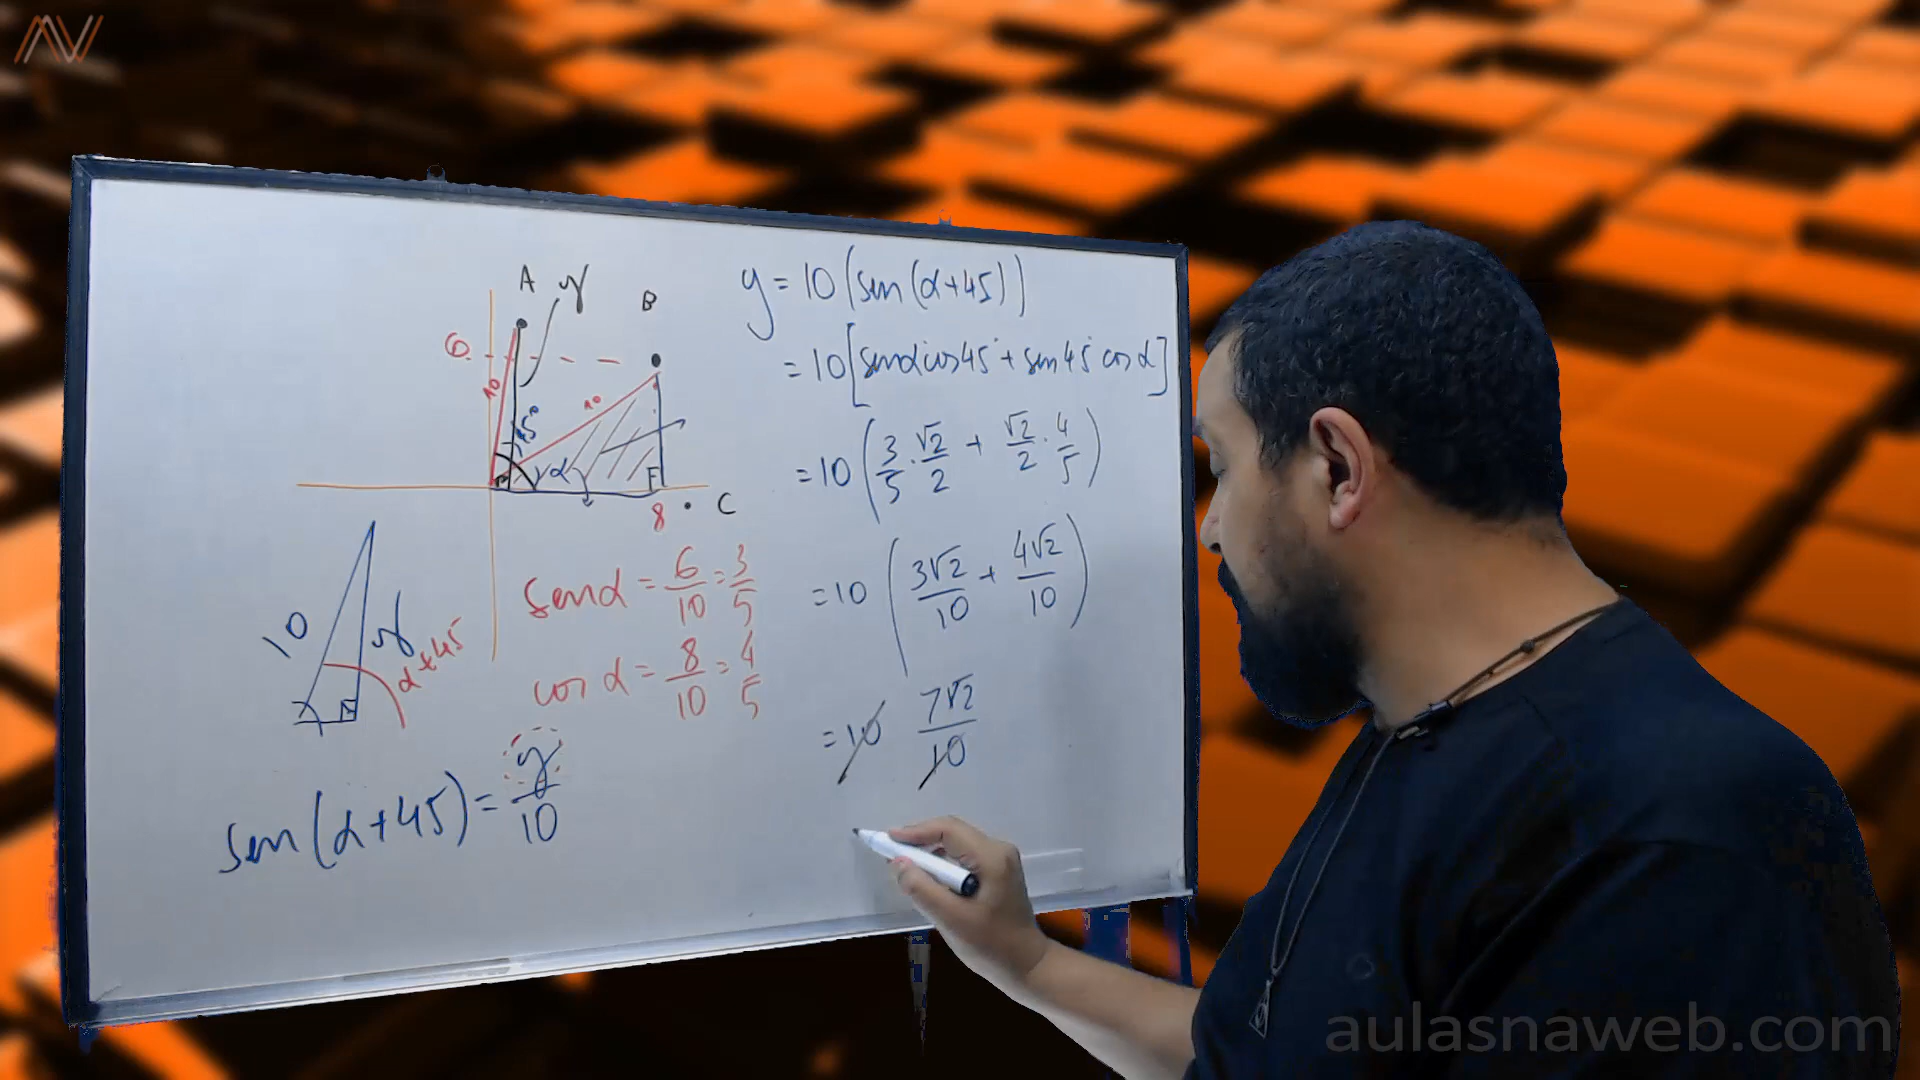 AV
A y B
6
10
10
45°
α
8 C
10 y
α+45
sen α = 6/10 = 3/5
cos α = 8/10 = 4/5
sen(α+45) = y/10
y = 10(sen(α+45))
= 10[sen α cos 45° + sen 45° cos α]
= 10(3/5 · √2/2 + √2/2 · 4/5)
= 10(3√2/10 + 4√2/10)
= 10 7√2/10
aulasnaweb.com